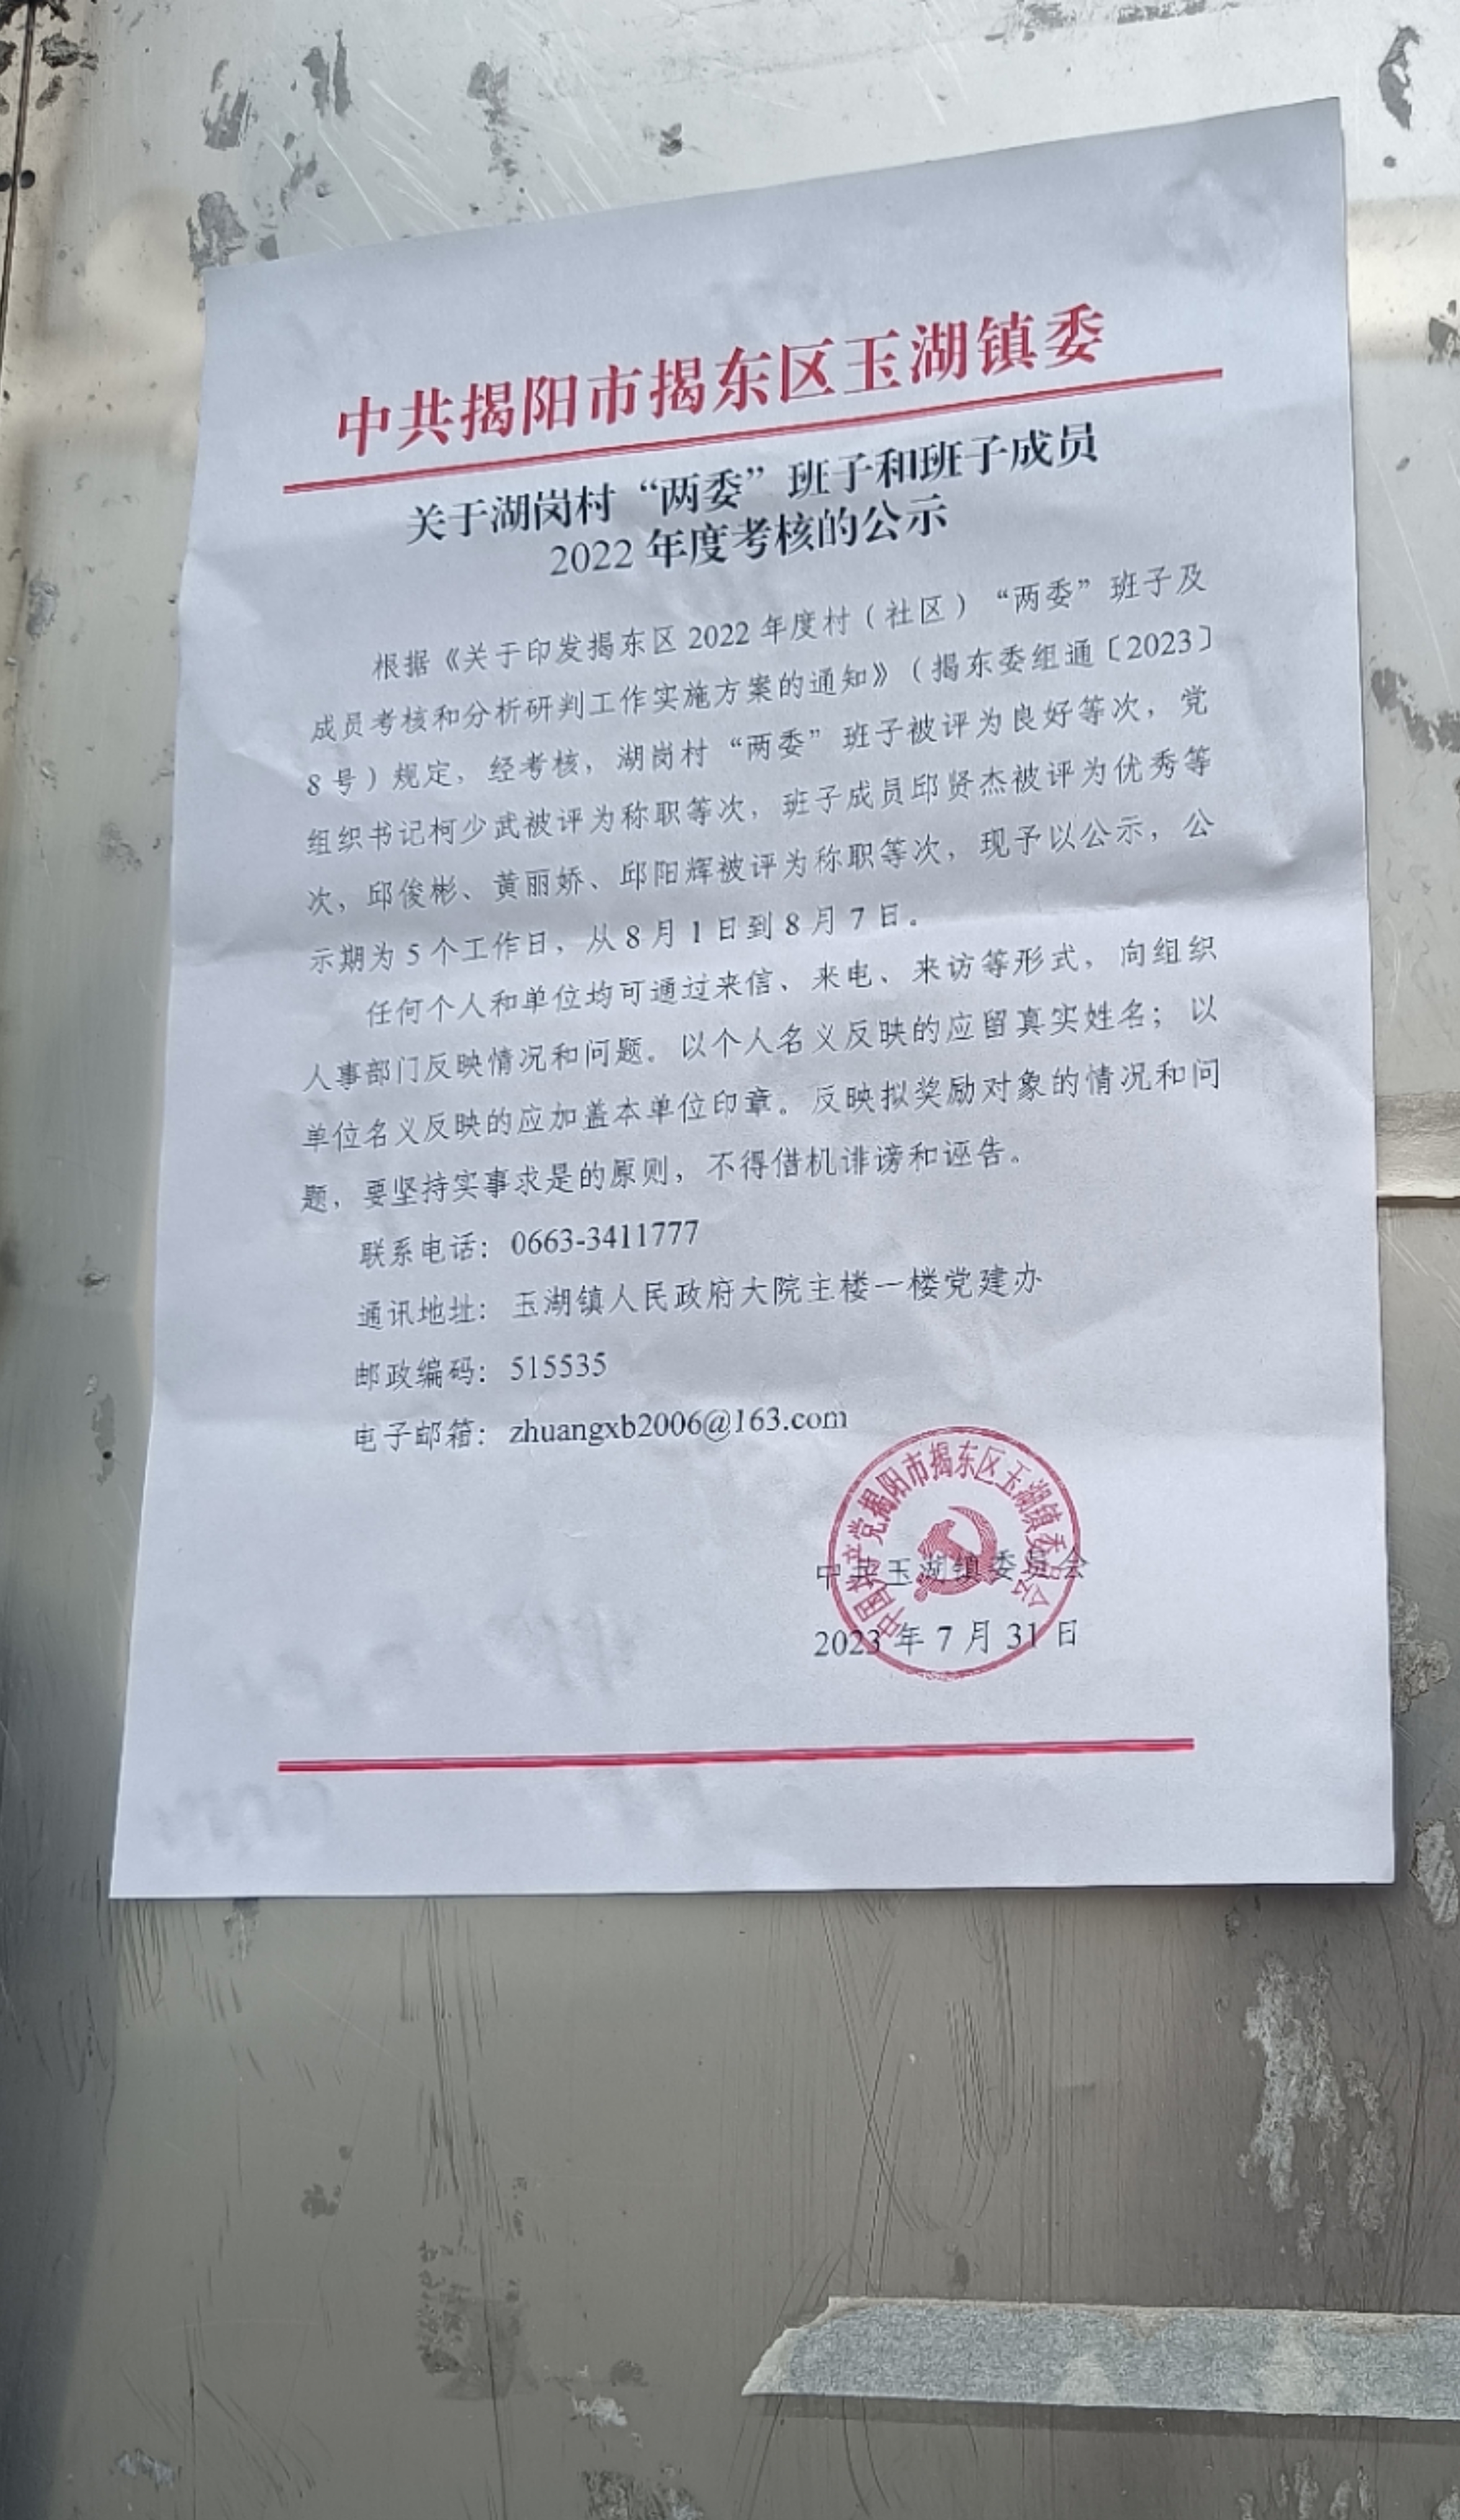 中共揭阳市揭东区玉湖镇委
关于湖岗村“两委”班子和班子成员
2022年度考核的公示
根据《关于印发揭东区2022年度村（社区）“两委”班子及
成员考核和分析研判工作实施方案的通知》（揭东委组通〔2023〕
8号）规定，经考核，湖岗村“两委”班子被评为良好等次，党
组织书记柯少武被评为称职等次，班子成员邱贤杰被评为优秀等
次，邱俊彬、黄丽娇、邱阳辉被评为称职等次，现予以公示，公
示期为5个工作日，从8月1日到8月7日。
任何个人和单位均可通过来信、来电、来访等形式，向组织
人事部门反映情况和问题。以个人名义反映的应留真实姓名；以
单位名义反映的应加盖本单位印章。反映拟奖励对象的情况和问
题，要坚持实事求是的原则，不得借机诽谤和诬告。
联系电话：0663-3411777
通讯地址：玉湖镇人民政府大院主楼一楼党建办
邮政编码：515535
电子邮箱：zhuangxb2006@163.com
中国共产党揭阳市揭东区玉湖镇委员会
中共玉湖镇委员会
2023年7月31日